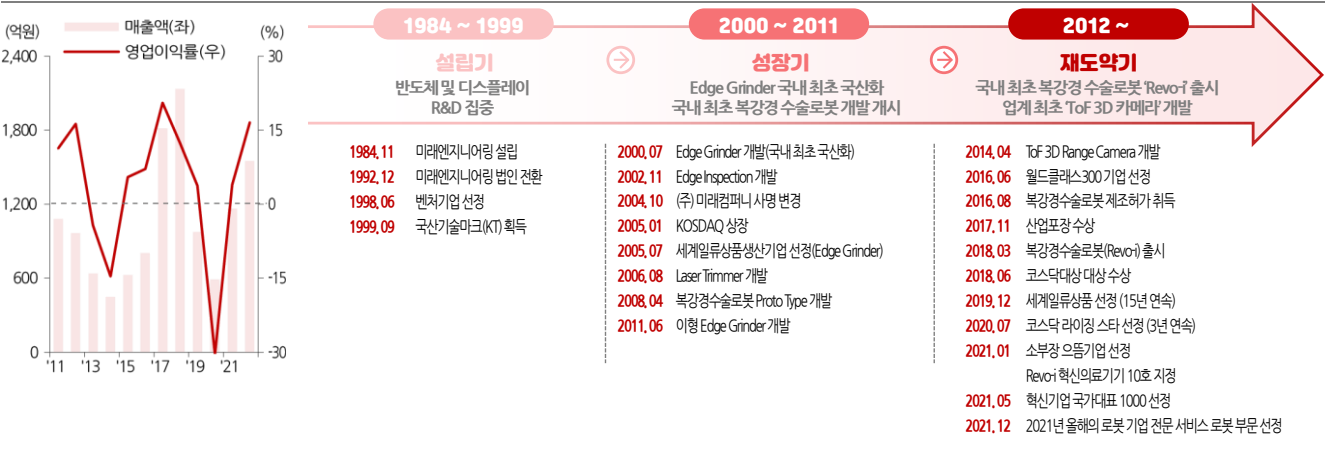 (억원)
매출액(좌)
영업이익률(우)
(%)
2,400
1,800
1,200
600
0
30
15
0
-15
-30
'11
'13
'15
'17
'19
'21
1984 ~ 1999
설립기
반도체 및 디스플레이
R&D 집중
1984.11 미래엔지니어링 설립
1992.12 미래엔지니어링 법인 전환
1998.06 벤처기업 선정
1999.09 국산기술마크(KT) 획득
2000 ~ 2011
성장기
Edge Grinder 국내 최초 국산화
국내 최초 복강경 수술로봇 개발 개시
2000.07 Edge Grinder 개발(국내 최초 국산화)
2002.11 Edge Inspection 개발
2004.10 (주) 미래컴퍼니 사명 변경
2005.01 KOSDAQ 상장
2005.07 세계일류상품생산기업 선정(Edge Grinder)
2006.08 Laser Trimmer 개발
2008.04 복강경수술로봇 Proto Type 개발
2011.06 이형 Edge Grinder 개발
2012 ~
재도약기
국내 최초 복강경 수술로봇 ‘Revo-i’ 출시
업계 최초 ‘ToF 3D 카메라’ 개발
2014.04 ToF 3D Range Camera 개발
2016.06 월드클래스300 기업 선정
2016.08 복강경수술로봇 제조허가 취득
2017.11 산업포장 수상
2018.03 복강경수술로봇(Revo-i) 출시
2018.06 코스닥대상 대상 수상
2019.12 세계일류상품 선정 (15년 연속)
2020.07 코스닥 라이징 스타 선정 (3년 연속)
2021.01 소부장 으뜸기업 선정
Revo-i 혁신의료기기 10호 지정
2021.05 혁신기업 국가대표 1000 선정
2021.12 2021년 올해의 로봇 기업 전문 서비스 로봇 부문 선정